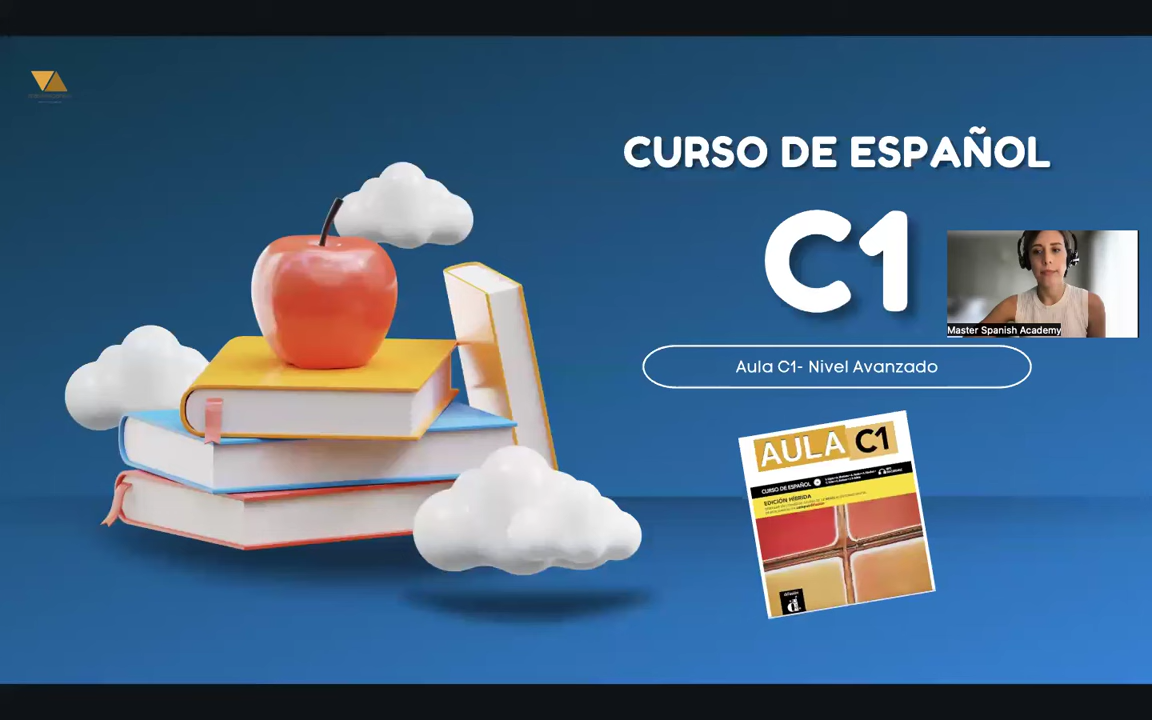 CURSO DE ESPAÑOL
C1
Master Spanish Academy
Aula C1- Nivel Avanzado
AULA C1
CURSO DE ESPAÑOL
EDICIÓN HÍBRIDA